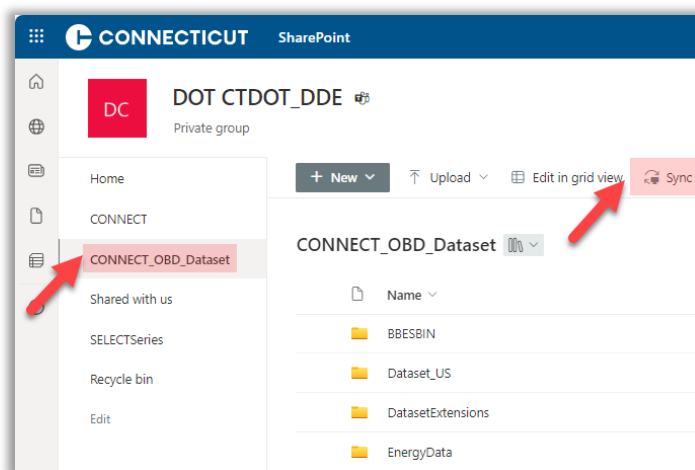 CONNECTICUT SharePoint
DC
DOT CTDOT_DDE
Private group
Home
CONNECT
CONNECT_OBD_Dataset
Shared with us
SELECTSeries
Recycle bin
Edit
+ New Upload Edit in grid view Sync
CONNECT_OBD_Dataset
Name
BBESBIN
Dataset_US
DatasetExtensions
EnergyData